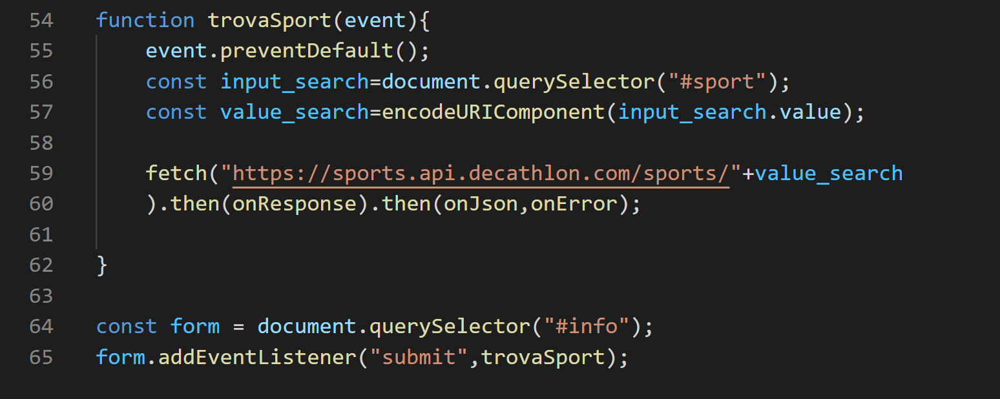 54 function trovaSport(event){
55 event.preventDefault();
56 const input_search=document.querySelector("#sport");
57 const value_search=encodeURIComponent(input_search.value);
58
59 fetch("https://sports.api.decathlon.com/sports/"+value_search
60 ).then(onResponse).then(onJson,onError);
61
62 }
63
64 const form = document.querySelector("#info");
65 form.addEventListener("submit",trovaSport);